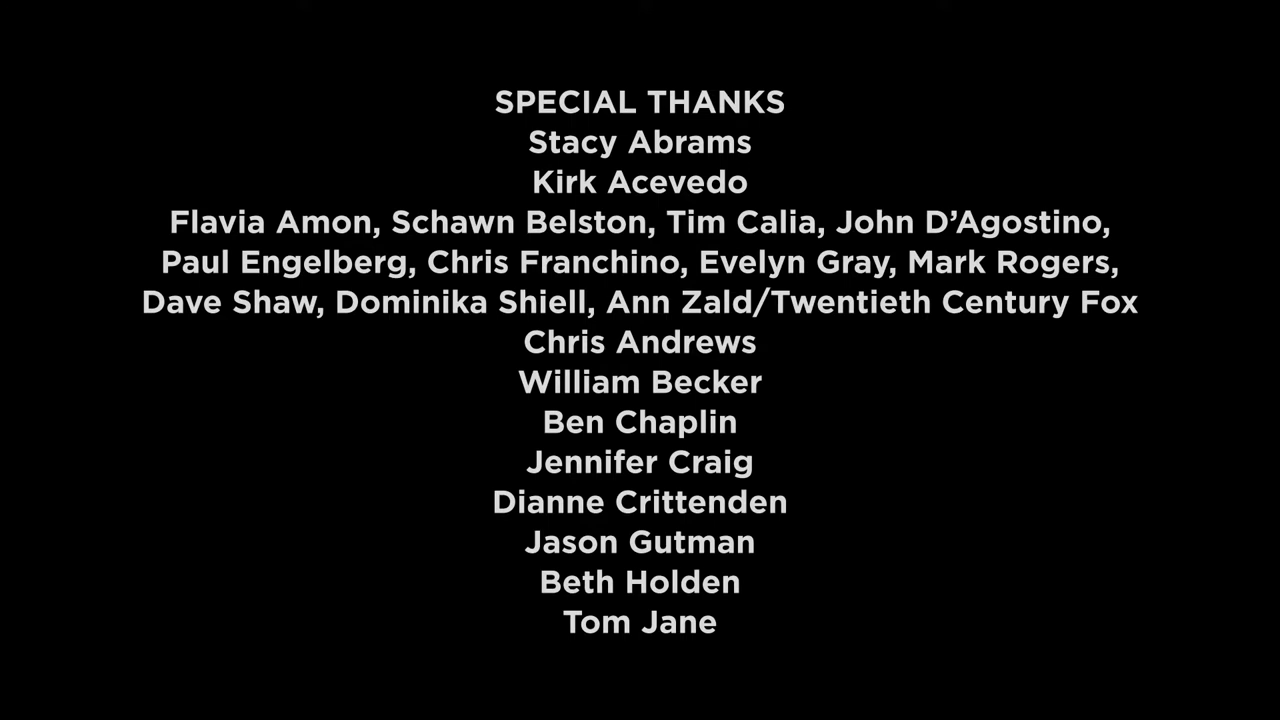 SPECIAL THANKS
Stacy Abrams
Kirk Acevedo
Flavia Amon, Schawn Belston, Tim Calia, John D’Agostino,
Paul Engelberg, Chris Franchino, Evelyn Gray, Mark Rogers,
Dave Shaw, Dominika Shiell, Ann Zald/Twentieth Century Fox
Chris Andrews
William Becker
Ben Chaplin
Jennifer Craig
Dianne Crittenden
Jason Gutman
Beth Holden
Tom Jane